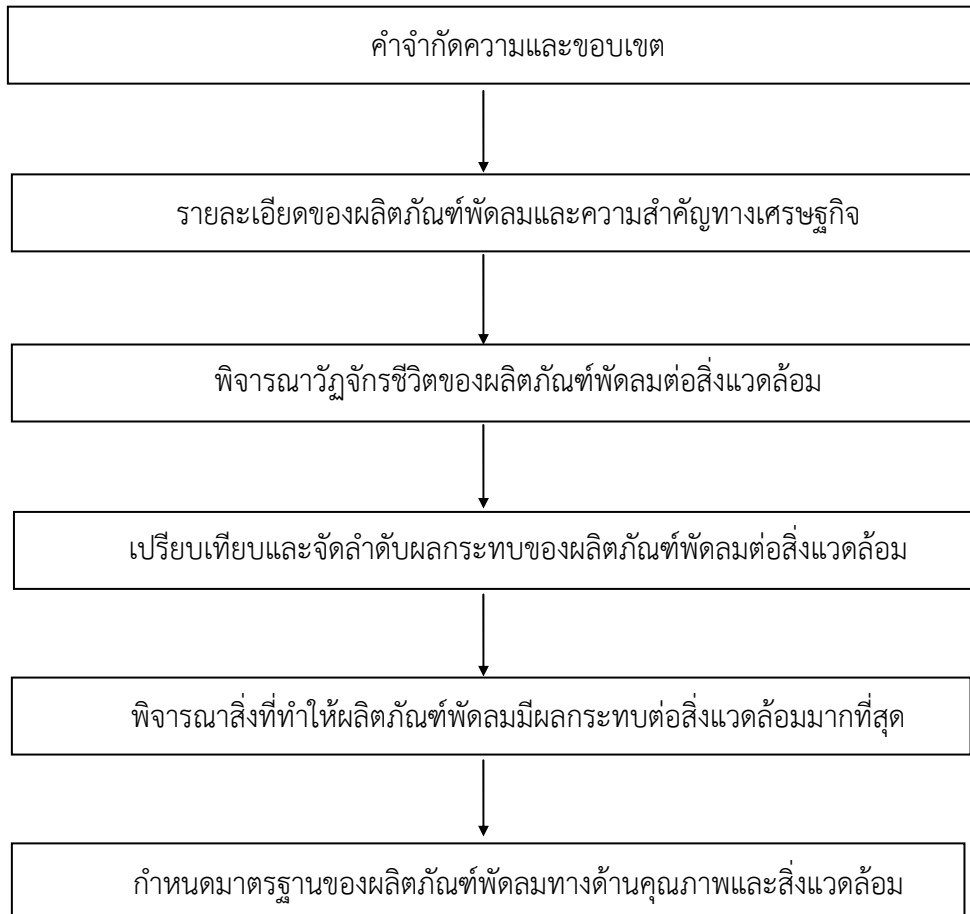 คำจำกัดความและขอบเขต
รายละเอียดของผลิตภัณฑ์พัดลมและความสำคัญทางเศรษฐกิจ
พิจารณาวัฏจักรชีวิตของผลิตภัณฑ์พัดลมต่อสิ่งแวดล้อม
เปรียบเทียบและจัดลำดับผลกระทบของผลิตภัณฑ์พัดลมต่อสิ่งแวดล้อม
พิจารณาสิ่งที่ทำให้ผลิตภัณฑ์พัดลมมีผลกระทบต่อสิ่งแวดล้อมมากที่สุด
กำหนดมาตรฐานของผลิตภัณฑ์พัดลมทางด้านคุณภาพและสิ่งแวดล้อม